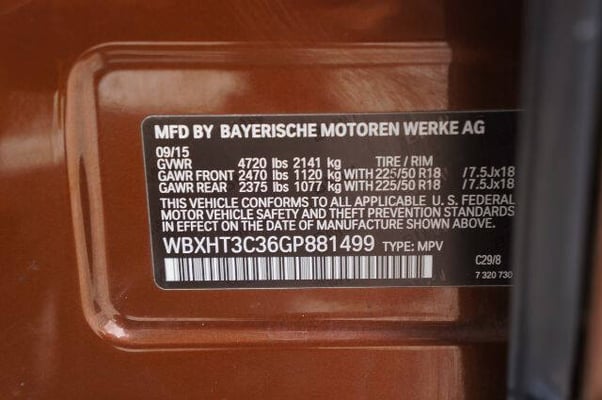 MFD BY BAYERISCHE MOTOREN WERKE AG
09/15
GVWR 4720 lbs 2141 kg TIRE / RIM
GAWR FRONT 2470 lbs 1120 kg WITH 225/50 R18 /7.5Jx18
GAWR REAR 2375 lbs 1077 kg WITH 225/50 R18 /7.5Jx18
THIS VEHICLE CONFORMS TO ALL APPLICABLE U. S. FEDERAL
MOTOR VEHICLE SAFETY AND THEFT PREVENTION STANDARDS
IN EFFECT ON THE DATE OF MANUFACTURE SHOWN ABOVE.
WBXHT3C36GP881499 TYPE: MPV
C29/8
7 320 730